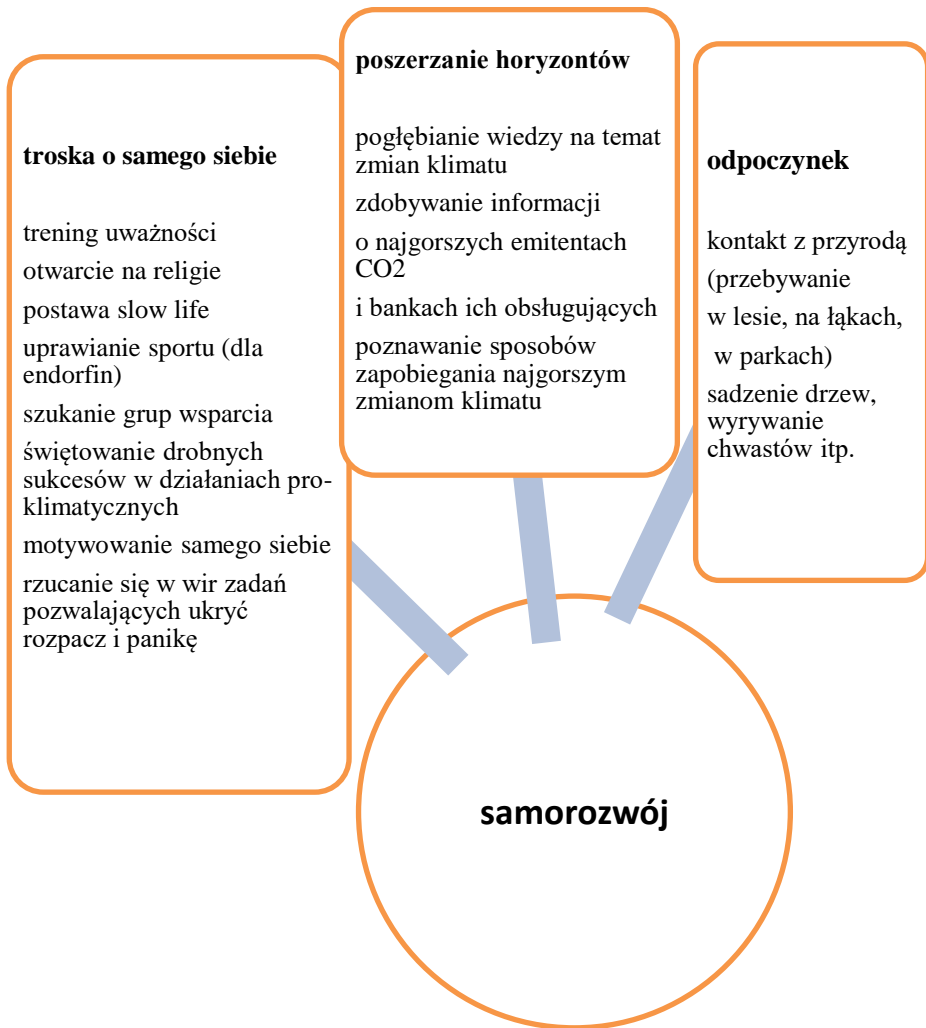 troska o samego siebie
trening uważności
otwarcie na religie
postawa slow life
uprawianie sportu (dla
endorfin)
szukanie grup wsparcia
świętowanie drobnych
sukcesów w działaniach pro-
klimatycznych
motywowanie samego siebie
rzucanie się w wir zadań
pozwalających ukryć
rozpacz i panikę
poszerzanie horyzontów
pogłębianie wiedzy na temat
zmian klimatu
zdobywanie informacji
o najgorszych emitentach
CO2
i bankach ich obsługujących
poznawanie sposobów
zapobiegania najgorszym
zmianom klimatu
odpoczynek
kontakt z przyrodą
(przebywanie
w lesie, na łąkach,
w parkach)
sadzenie drzew,
wyrywanie
chwastów itp.
samorozwój